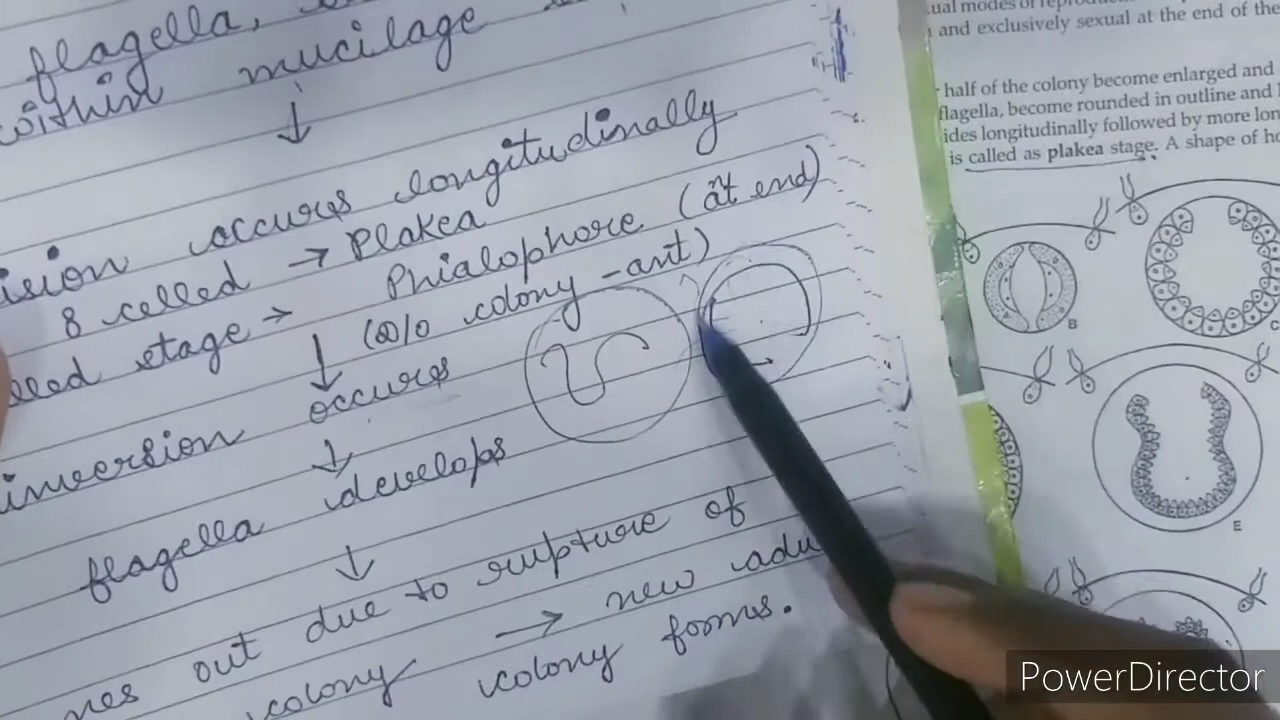 flagella,
within mucilage
↓
ision occurs longitudinally
8 celled → Plakea
lled stage → Phialophore (at end)
↓ (o/o colony - ant)
inversion occurs
↓
flagella develops
↓
mes out due to rupture of
colony → new adu
colony forms.
ual modes of repro
and exclusively sexual at the end of the
half of the colony become enlarged and
flagella, become rounded in outline and
ides longitudinally followed by more lon
is called as plakea stage. A shape of ho
B
C
E
PowerDirector